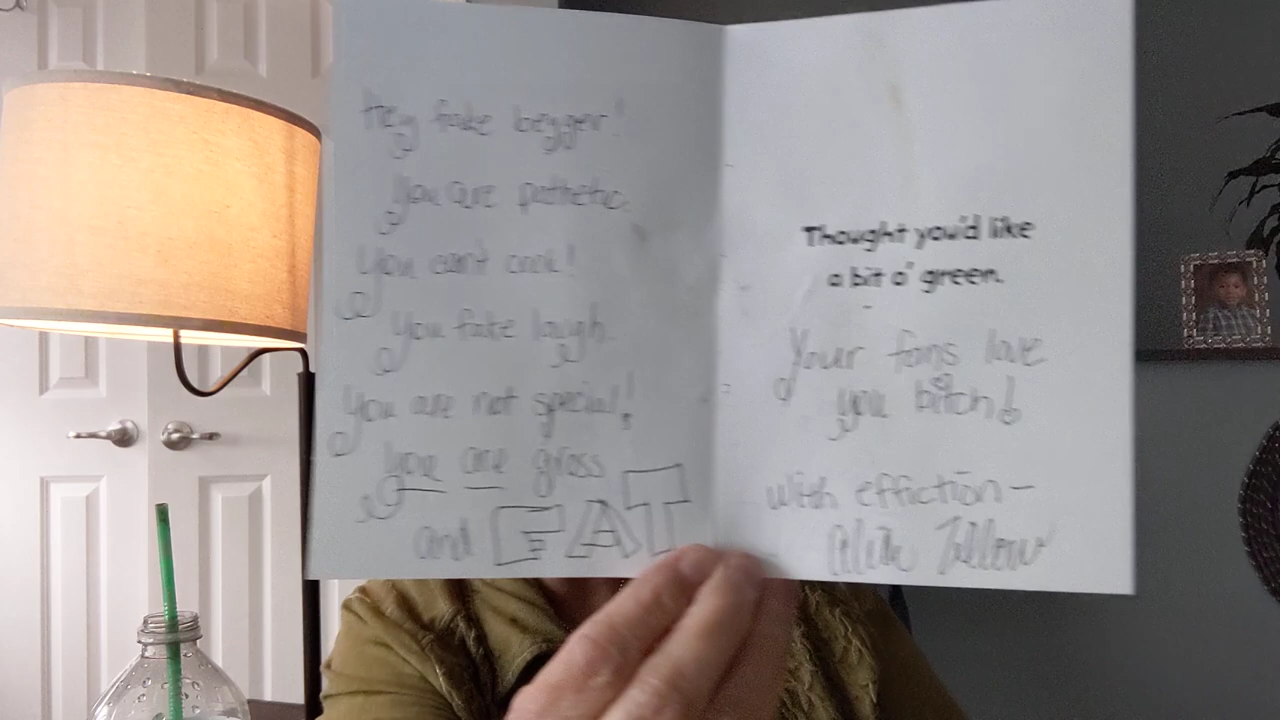 Hey fake begger!
you are pathetic.
You can't cook!
You fake laugh.
You are not special!
you are gross
and FAT
Thought you'd like
a bit o' green.
Your fans love
you bitch!
with effiction-